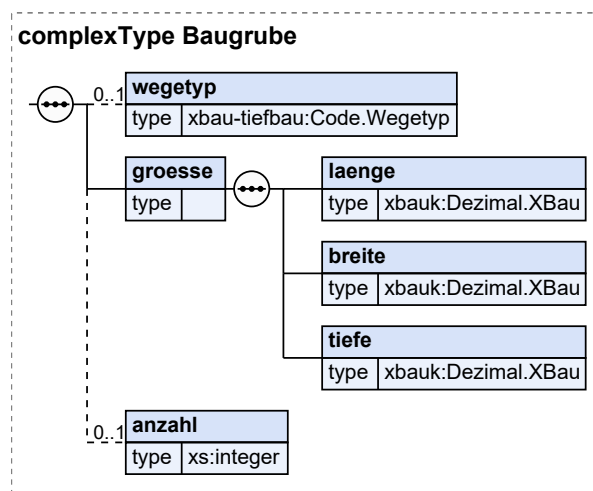 complexType Baugrube
0..1
wegetyp
type xbau-tiefbau:Code.Wegetyp
groesse
type
laenge
type xbauk:Dezimal.XBau
breite
type xbauk:Dezimal.XBau
tiefe
type xbauk:Dezimal.XBau
0..1
anzahl
type xs:integer